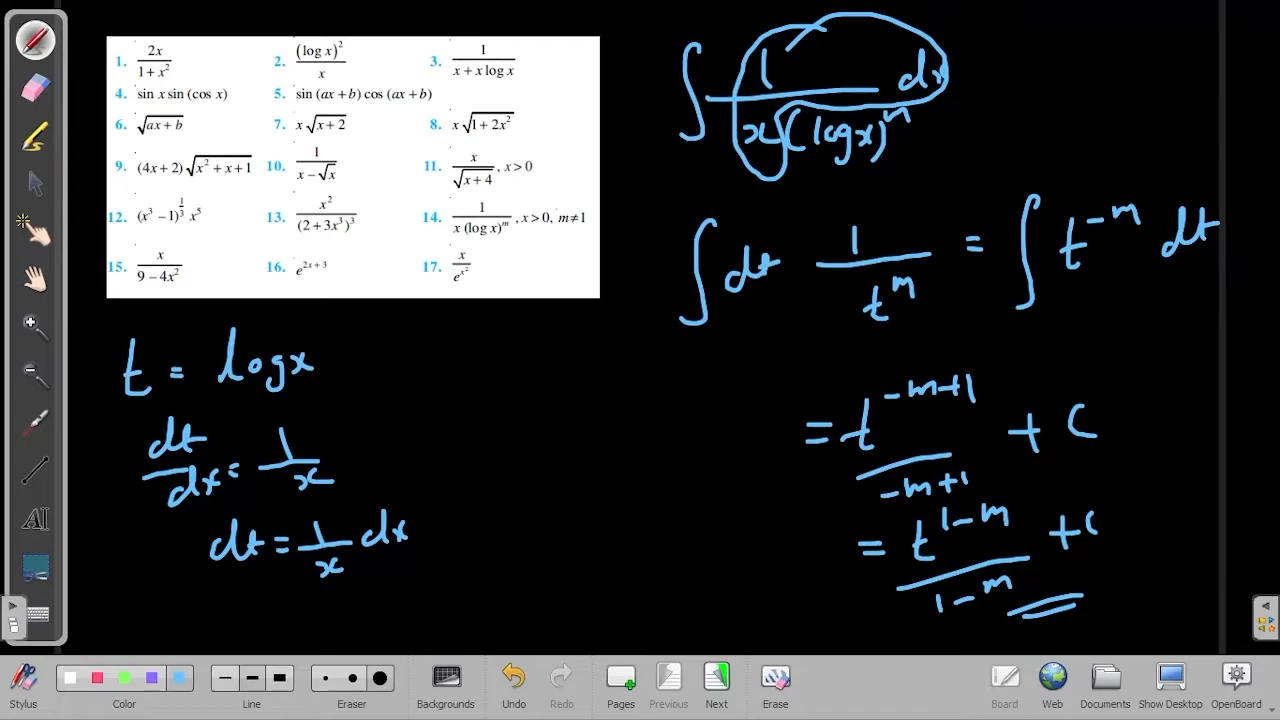 1. 2x / (1 + x²) 2. (log x)² / x 3. 1 / (x + x log x)
4. sin x sin (cos x) 5. sin (ax + b) cos (ax + b)
6. √(ax + b) 7. x √(x + 2) 8. x √(1 + 2x²)
9. (4x + 2) √(x² + x + 1) 10. 1 / (x – √x) 11. x / √(x + 4), x > 0
12. (x³ – 1)^(1/3) x⁵ 13. x² / (2 + 3x³)³ 14. 1 / (x (log x)^m), x > 0, m ≠ 1
15. x / (9 – 4x²) 16. e^(2x + 3) 17. x / e^(x²)
t = log x
dt/dx = 1/x
dt = 1/x dx
∫ 1 / (x (log x)^m) dx
∫ dt 1/t^m = ∫ t^(-m) dt
= t^(-m+1) / (-m+1) + C
= t^(1-m) / (1-m) + C
AI
Stylus Color Line Eraser Backgrounds Undo Redo Pages Previous Next Erase Board Web Documents Show Desktop OpenBoard